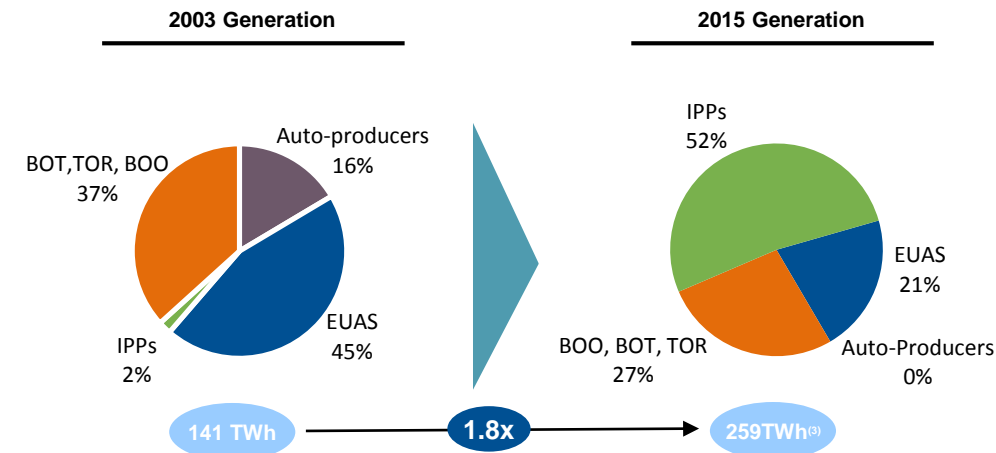 2003 Generation
Auto-producers
16%
BOT,TOR, BOO
37%
EUAS
45%
IPPs
2%
141 TWh
1.8x
2015 Generation
IPPs
52%
EUAS
21%
BOO, BOT, TOR
27%
Auto-Producers
0%
259TWh(3)